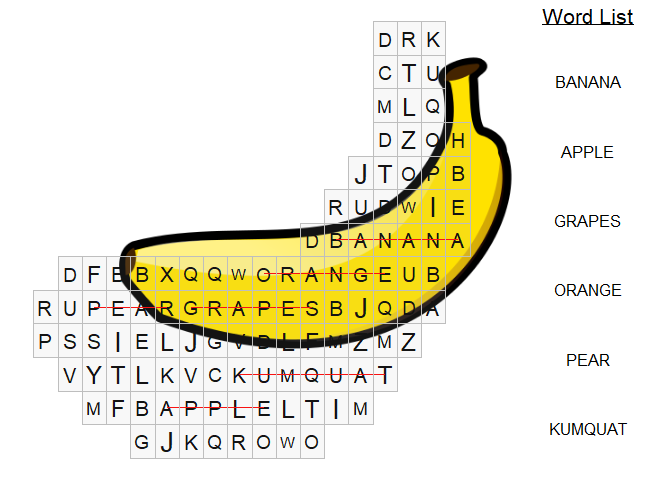 Word List
D R K
C T U
M L Q
D Z O H
J T O P B
R U D W I E
D B A N A N A
D F E B X Q Q W O R A N G E U B
R U P E A R G R A P E S B J Q D A
P S S I E L J G V B L F M Z M Z
V Y T L K V C K U M Q U A T
M F B A P P L E L T I M
G J K Q R O W O
BANANA
APPLE
GRAPES
ORANGE
PEAR
KUMQUAT